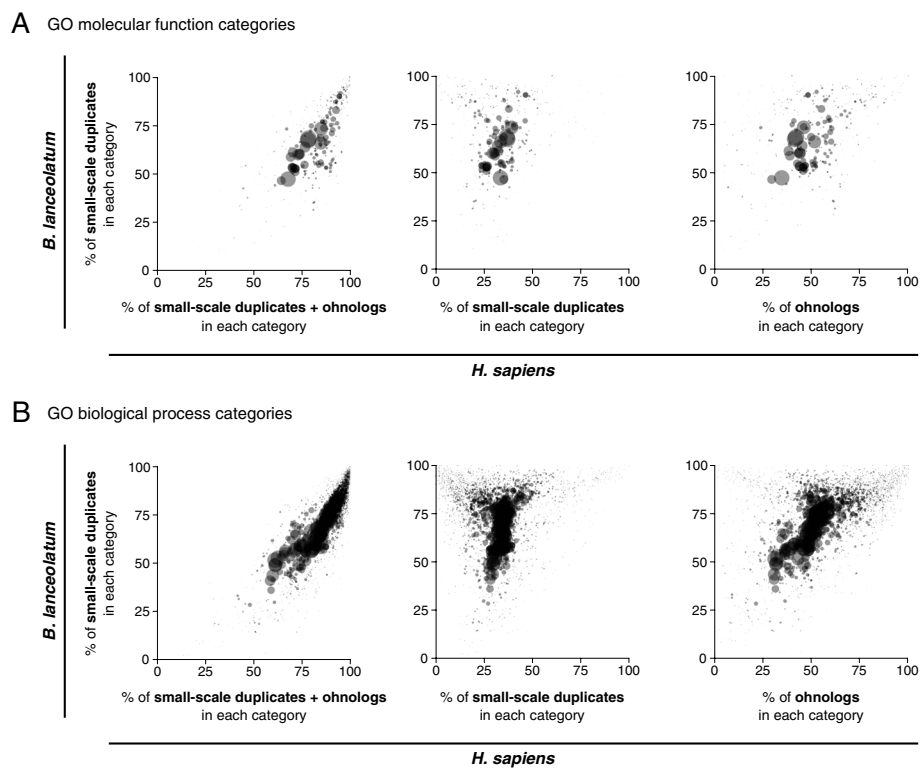 A GO molecular function categories
B. lanceolatum
% of small-scale duplicates
in each category
100
75
50
25
0
0 25 50 75 100
% of small-scale duplicates + ohnologs
in each category
100
75
50
25
0
0 25 50 75 100
% of small-scale duplicates
in each category
100
75
50
25
0
0 25 50 75 100
% of ohnologs
in each category
H. sapiens
B GO biological process categories
B. lanceolatum
% of small-scale duplicates
in each category
100
75
50
25
0
0 25 50 75 100
% of small-scale duplicates + ohnologs
in each category
100
75
50
25
0
0 25 50 75 100
% of small-scale duplicates
in each category
100
75
50
25
0
0 25 50 75 100
% of ohnologs
in each category
H. sapiens